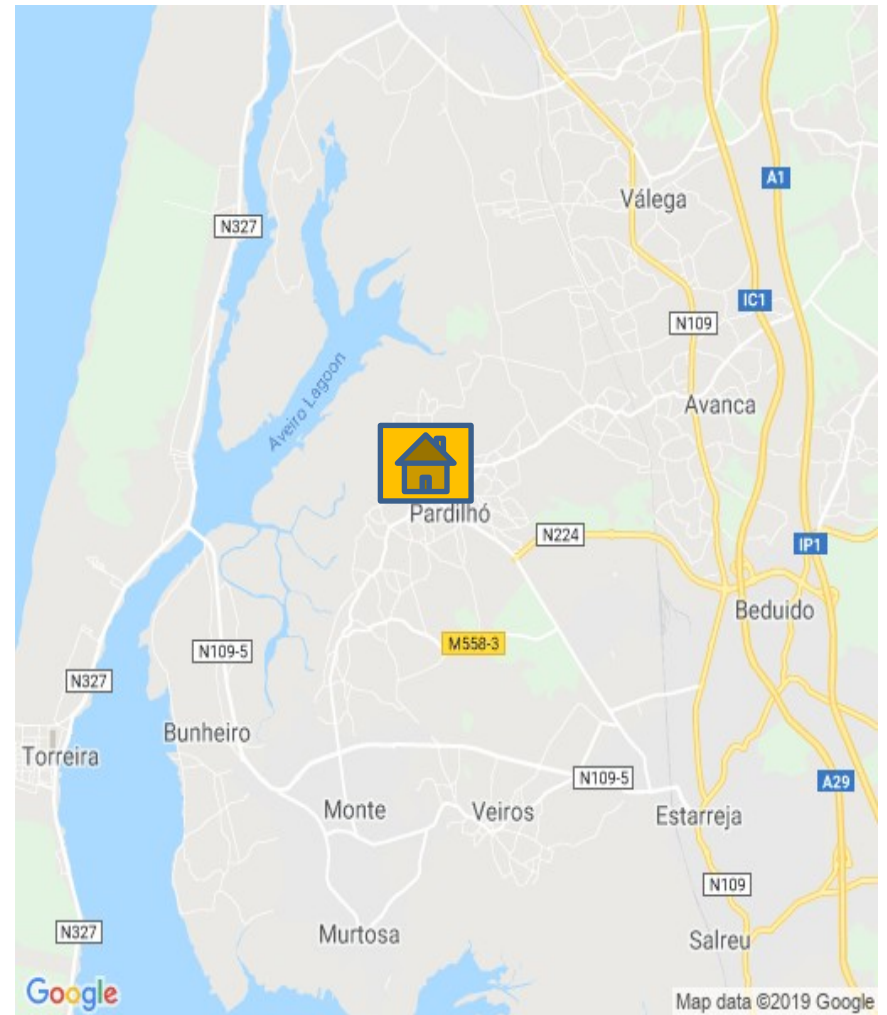 A1
Válega
N327
IC1
N109
Aveiro Lagoon
Avanca
Pardilhó
N224
IP1
Beduido
M558-3
N109-5
N327
Bunheiro
Torreira
N109-5
A29
Monte
Veiros
Estarreja
N109
N327
Murtosa
Salreu
Google
Map data ©2019 Google